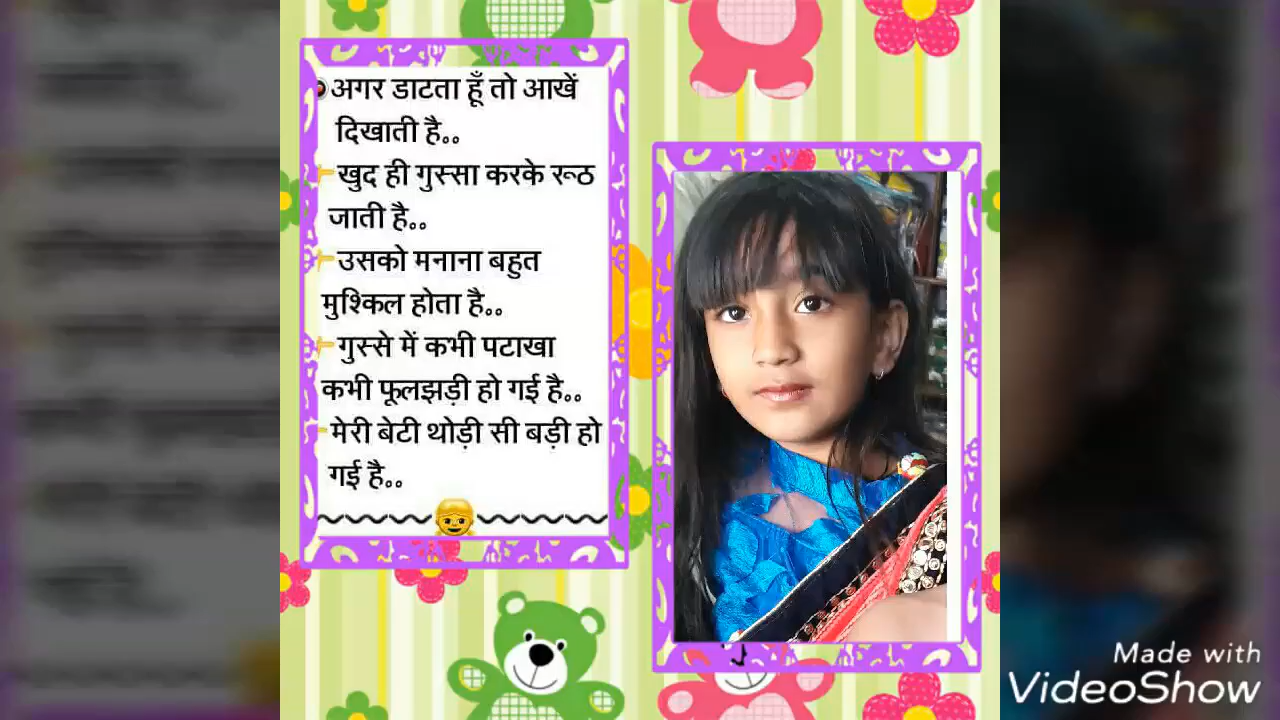 अगर डाटता हूँ तो आखें
दिखाती है..
खुद ही गुस्सा करके रूठ
जाती है..
उसको मनाना बहुत
मुश्किल होता है..
गुस्से में कभी पटाखा
कभी फूलझड़ी हो गई है..
मेरी बेटी थोड़ी सी बड़ी हो
गई है..
Made with
VideoShow